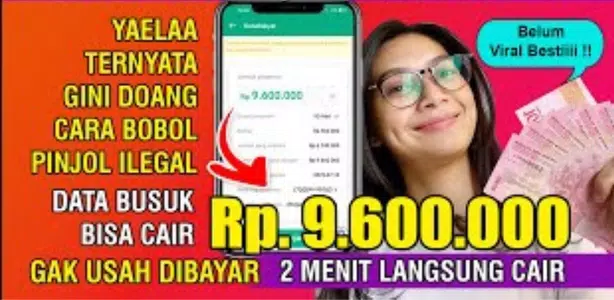 YAELAA
TERNYATA
GINI DOANG
CARA BOBOL
PINJOL ILEGAL
DATA BUSUK
BISA CAIR
Rp. 9.600.000
GAK USAH DIBAYAR
2 MENIT LANGSUNG CAIR
Rp 9.600.000
Belum
Viral Bestiiii !!